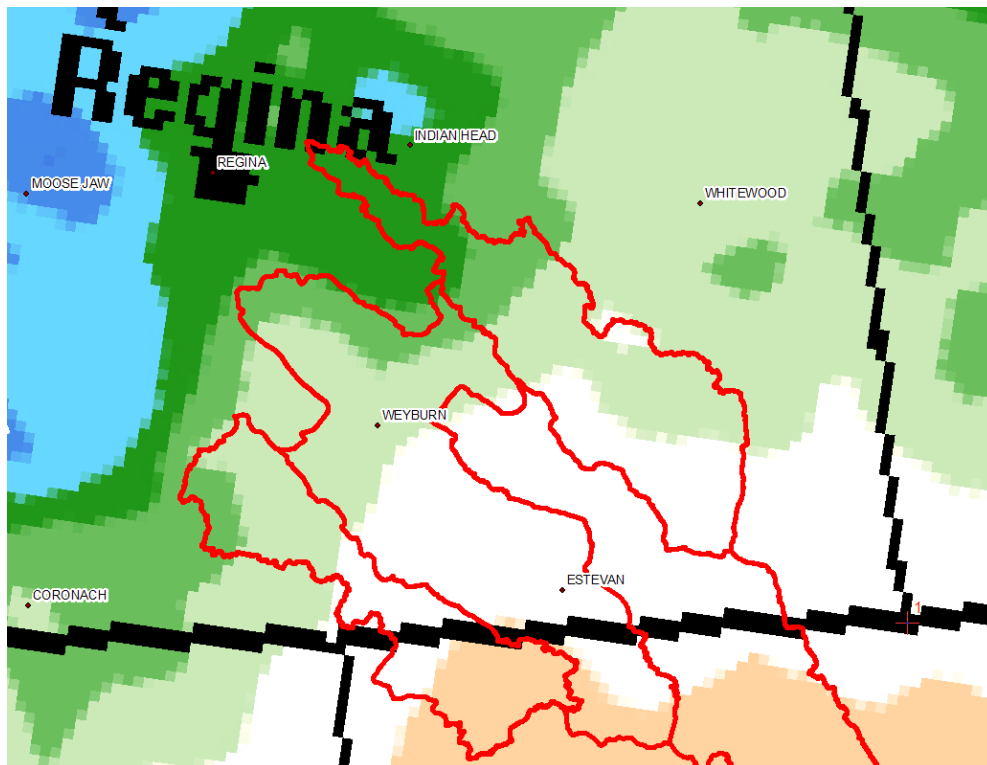 Regina
INDIAN HEAD
REGINA
MOOSE JAW
WHITEWOOD
WEYBURN
ESTEVAN
CORONACH
1